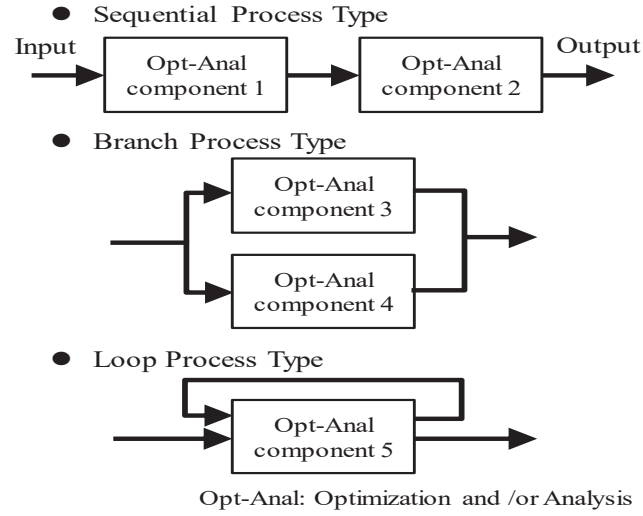 ● Sequential Process Type
Input
Output
Opt-Anal
component 1
Opt-Anal
component 2
● Branch Process Type
Opt-Anal
component 3
Opt-Anal
component 4
● Loop Process Type
Opt-Anal
component 5
Opt-Anal: Optimization and /or Analysis